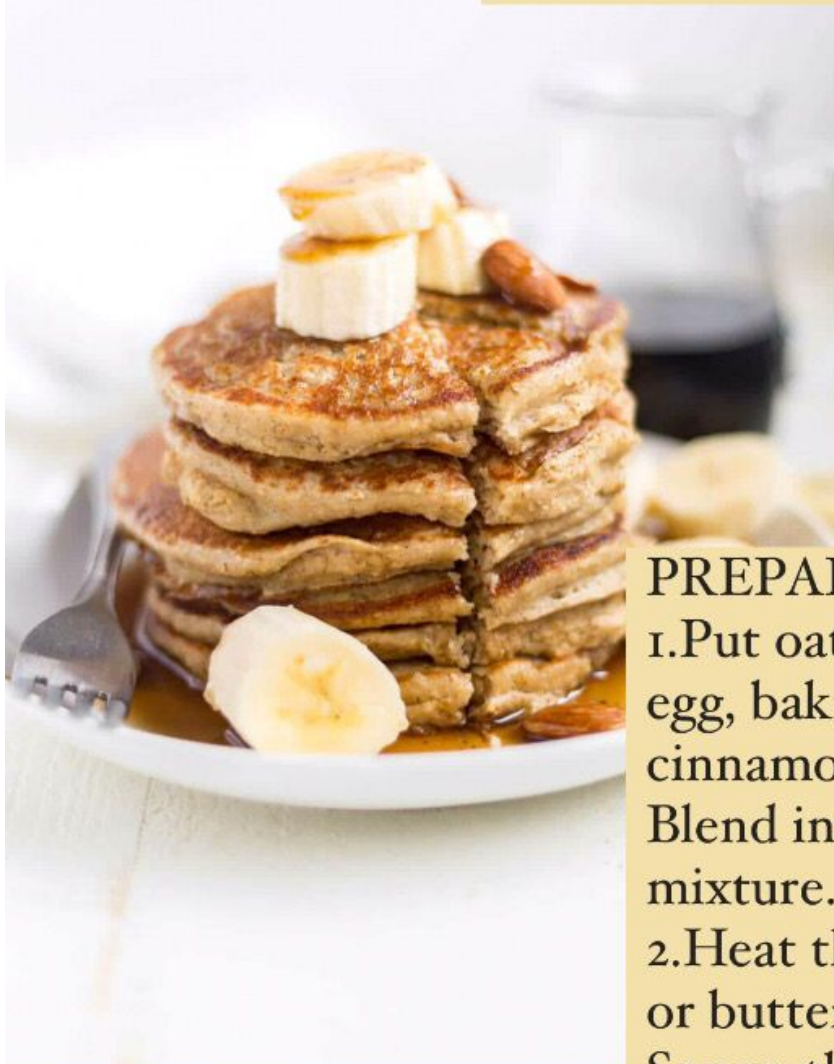 PREPA
1.Put oat
egg, bak
cinnamo
Blend in
mixture.
2.Heat t
or butte